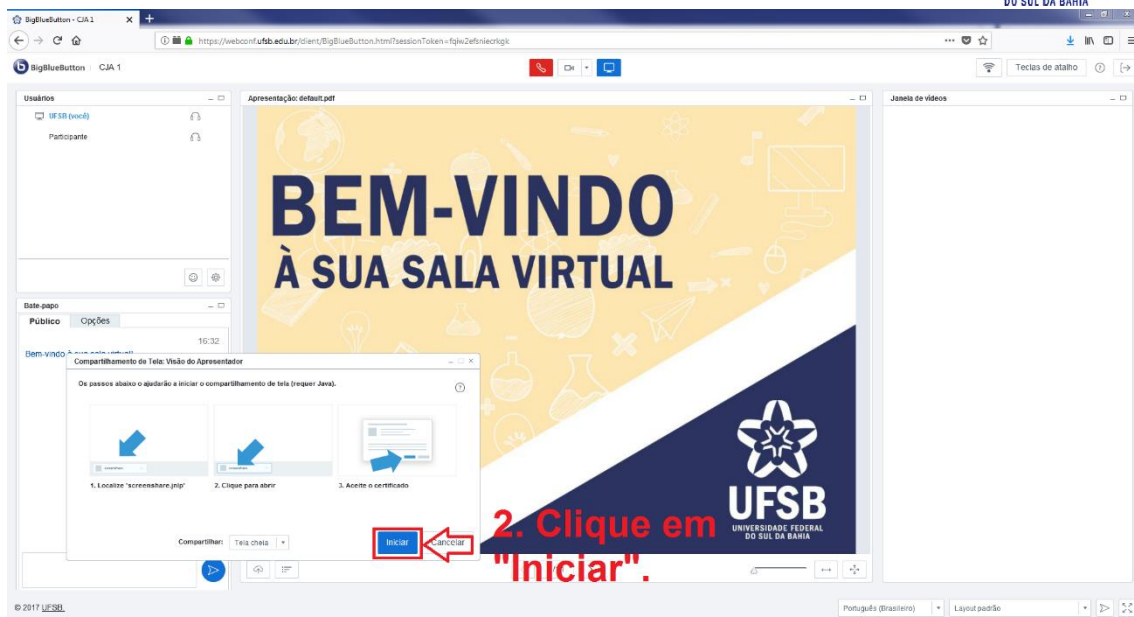 DO SUL DA BAHIA
BigBlueButton - CJA 1
https://webconf.ufsb.edu.br/client/BigBlueButton.html?sessionToken=fqiw2efsniecrkgk
BigBlueButton CJA 1
Teclas de atalho
Usuários
Apresentação: default.pdf
Janela de vídeos
UFSB (você)
Participante
BEM-VINDO
À SUA SALA VIRTUAL
Bate-papo
Público Opções
16:32
Bem-vindo à sua sala virtual!
Compartilhamento de Tela: Visão do Apresentador
Os passos abaixo o ajudarão a iniciar o compartilhamento de tela (requer Java).
1. Localize "screenshare.jnlp"
2. Clique para abrir
3. Aceite o certificado
Compartilhar: Tela cheia
Iniciar
Cancelar
2. Clique em
"Iniciar".
UFSB
UNIVERSIDADE FEDERAL
DO SUL DA BAHIA
© 2017 UFSB.
Português (Brasileiro)
Layout padrão